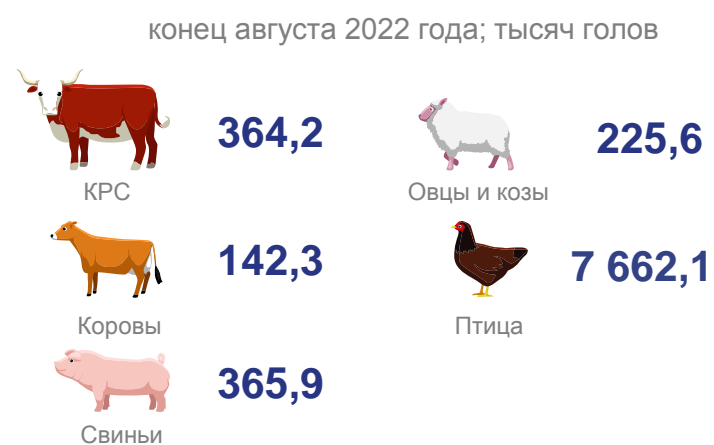 конец августа 2022 года; тысяч голов
364,2
КРС
225,6
Овцы и козы
142,3
Коровы
7 662,1
Птица
365,9
Свиньи